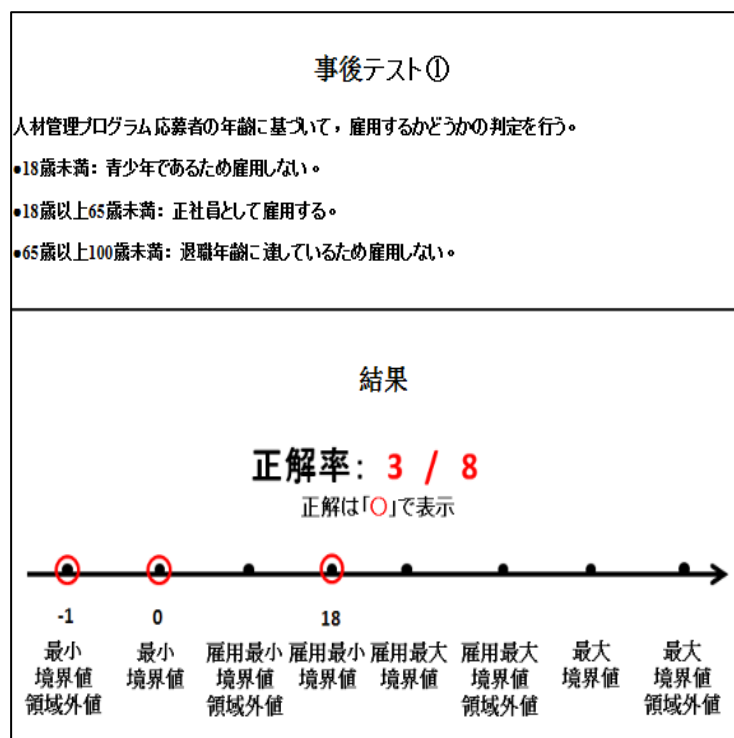 事後テスト①
人材管理プログラム応募者の年齢に基づいて，雇用するかどうかの判定を行う。
●18歳未満：青少年であるため雇用しない。
●18歳以上65歳未満：正社員として雇用する。
●65歳以上100歳未満：退職年齢に達しているため雇用しない。
結果
正解率：3 / 8
正解は「○」で表示
-1 0 18
最小 最小 雇用最小 雇用最小 雇用最大 雇用最大 最大 最大
境界値 境界値 境界値 境界値 境界値 境界値 境界値 境界値
領域外値 領域外値 領域外値 領域外値